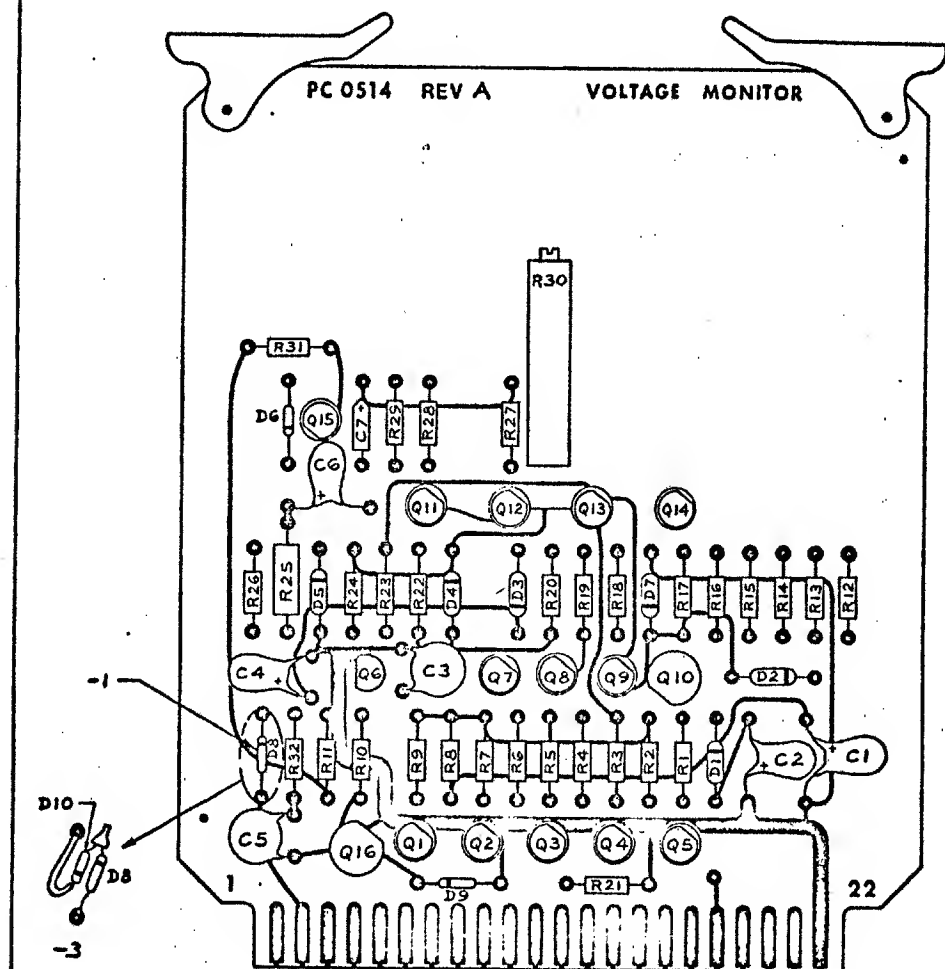 PC 0514 REV A VOLTAGE MONITOR
R30
R31
D6 Q15 C7 + R29 R28 R27
C6
+
Q11 Q12 Q13 Q14
R26 R25 D5 R24 R23 R22 D4 D3 R20 R19 R18 D7 R17 R16 R15 R14 R13 R12
C4 + Q6 C3 Q7 Q8 Q9 Q10 D2
-1
D8 R32 R11 R10 R9 R8 R7 R6 R5 R4 R3 R2 R1 D1 + C2 + C1
D10
C5 Q16 Q1 Q2 Q3 Q4 Q5
D8
1 D9 R21 22
-3